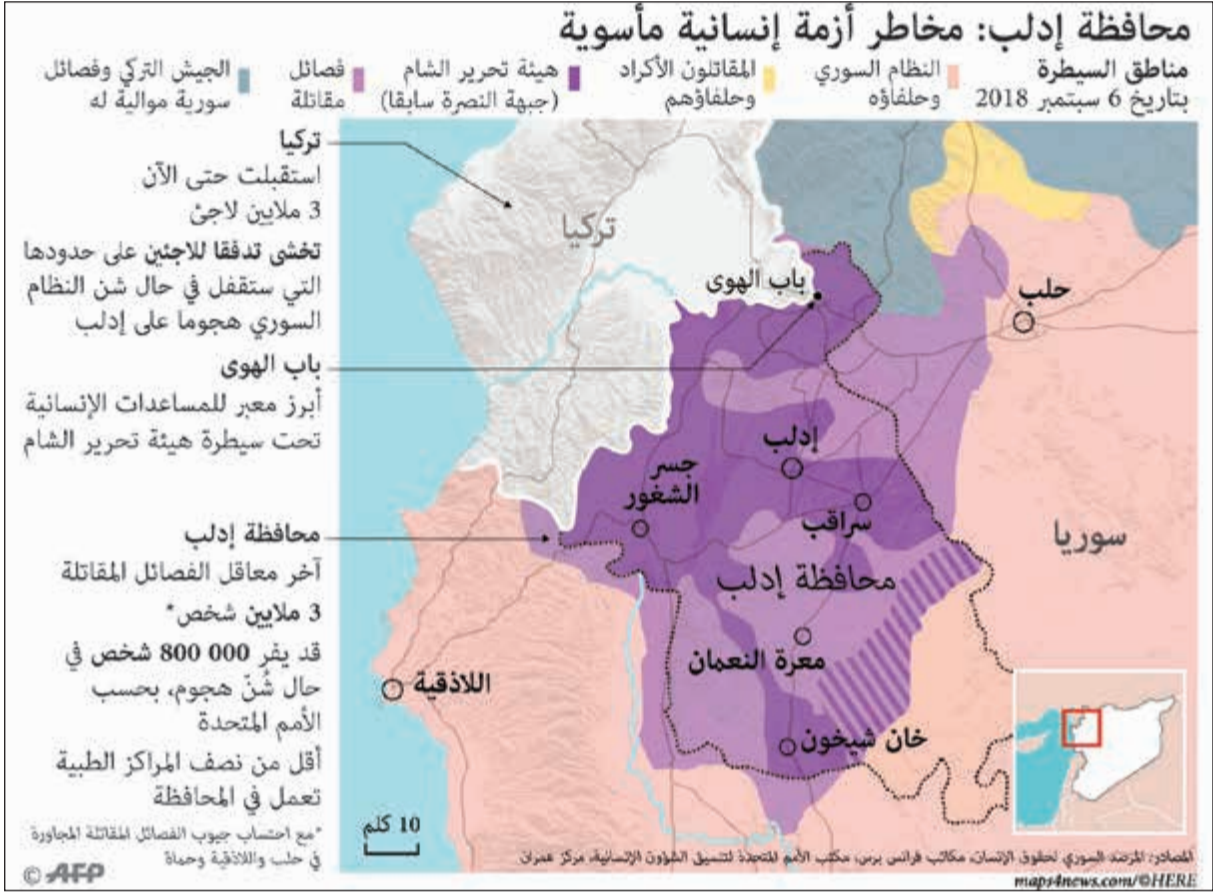 محافظة إدلب: مخاطر أزمة إنسانية مأسوية
مناطق السيطرة
بتاريخ 6 سبتمبر 2018
النظام السوري
وحلفاؤه
المقاتلون الأكراد
وحلفاؤهم
هيئة تحرير الشام
(جبهة النصرة سابقا)
فصائل
مقاتلة
الجيش التركي وفصائل
سورية موالية له
تركيا
استقبلت حتى الآن
3 ملايين لاجئ
تخشى تدفقا للاجئين على حدودها
التي ستقفل في حال شن النظام
السوري هجوما على إدلب
باب الهوى
أبرز معبر للمساعدات الإنسانية
تحت سيطرة هيئة تحرير الشام
محافظة إدلب
آخر معاقل الفصائل المقاتلة
3 ملايين شخص*
قد يفر 000 800 شخص في
حال شُنّ هجوم، بحسب
الأمم المتحدة
أقل من نصف المراكز الطبية
تعمل في المحافظة
*مع احتساب جيوب الفصائل المقاتلة المجاورة
في حلب واللاذقية وحماة
© AFP
تركيا
باب الهوى
حلب
إدلب
جسر
الشغور
سراقب
سوريا
محافظة إدلب
معرة النعمان
اللاذقية
خان شيخون
10 كلم
المصادر: المرصد السوري لحقوق الإنسان، مكاتب فرانس برس، مكتب الأمم المتحدة لتنسيق الشؤون الإنسانية، مركز عمران
maps4news.com/©HERE